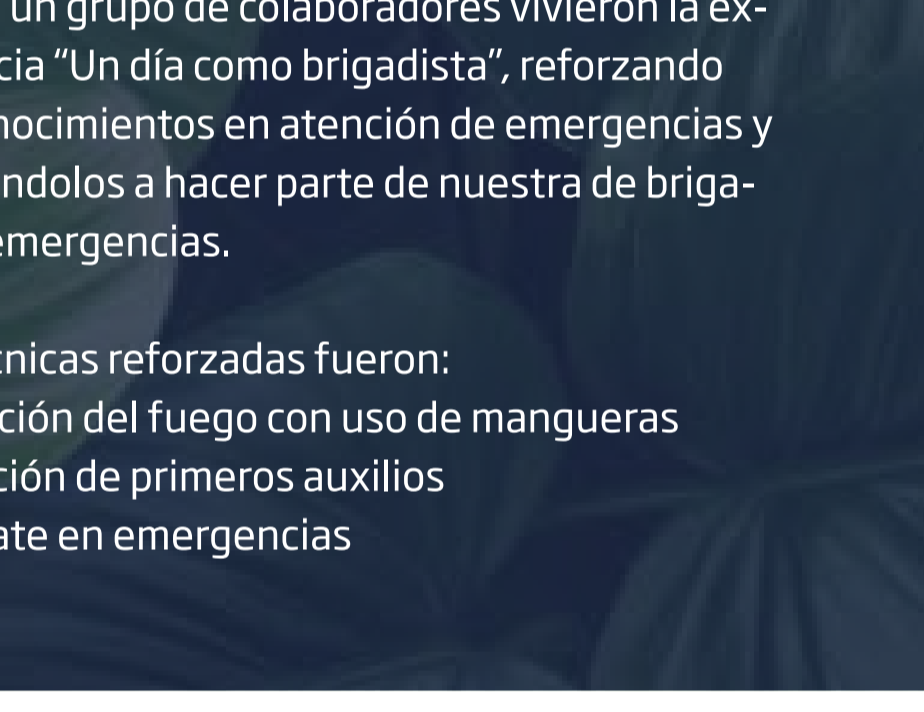 un grupo de colaboradores vivieron la ex-
cia “Un día como brigadista”, reforzando
nocimientos en atención de emergencias y
ndolos a hacer parte de nuestra de briga-
emergencias.
cnicas reforzadas fueron:
ción del fuego con uso de mangueras
ción de primeros auxilios
ate en emergencias